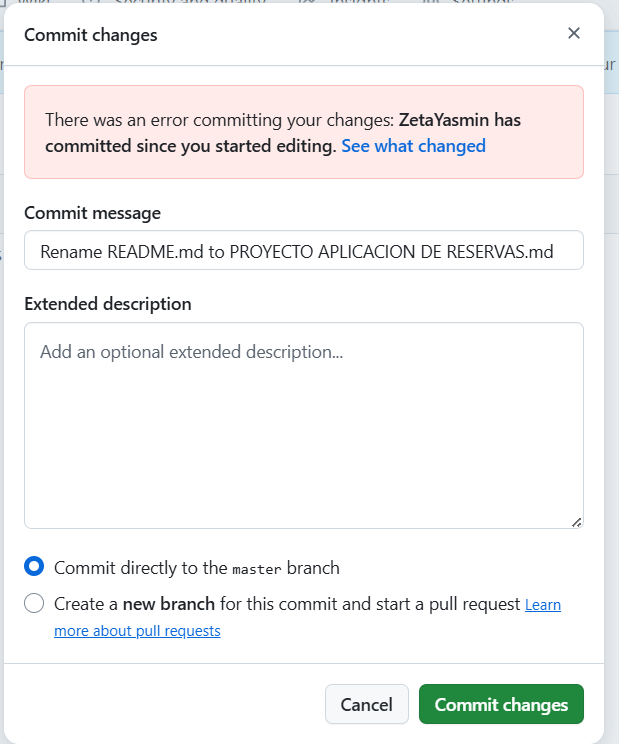 Commit changes
There was an error committing your changes: ZetaYasmin has
committed since you started editing. See what changed
Commit message
Rename README.md to PROYECTO APLICACION DE RESERVAS.md
Extended description
Add an optional extended description...
Commit directly to the master branch
Create a new branch for this commit and start a pull request Learn
more about pull requests
Cancel
Commit changes